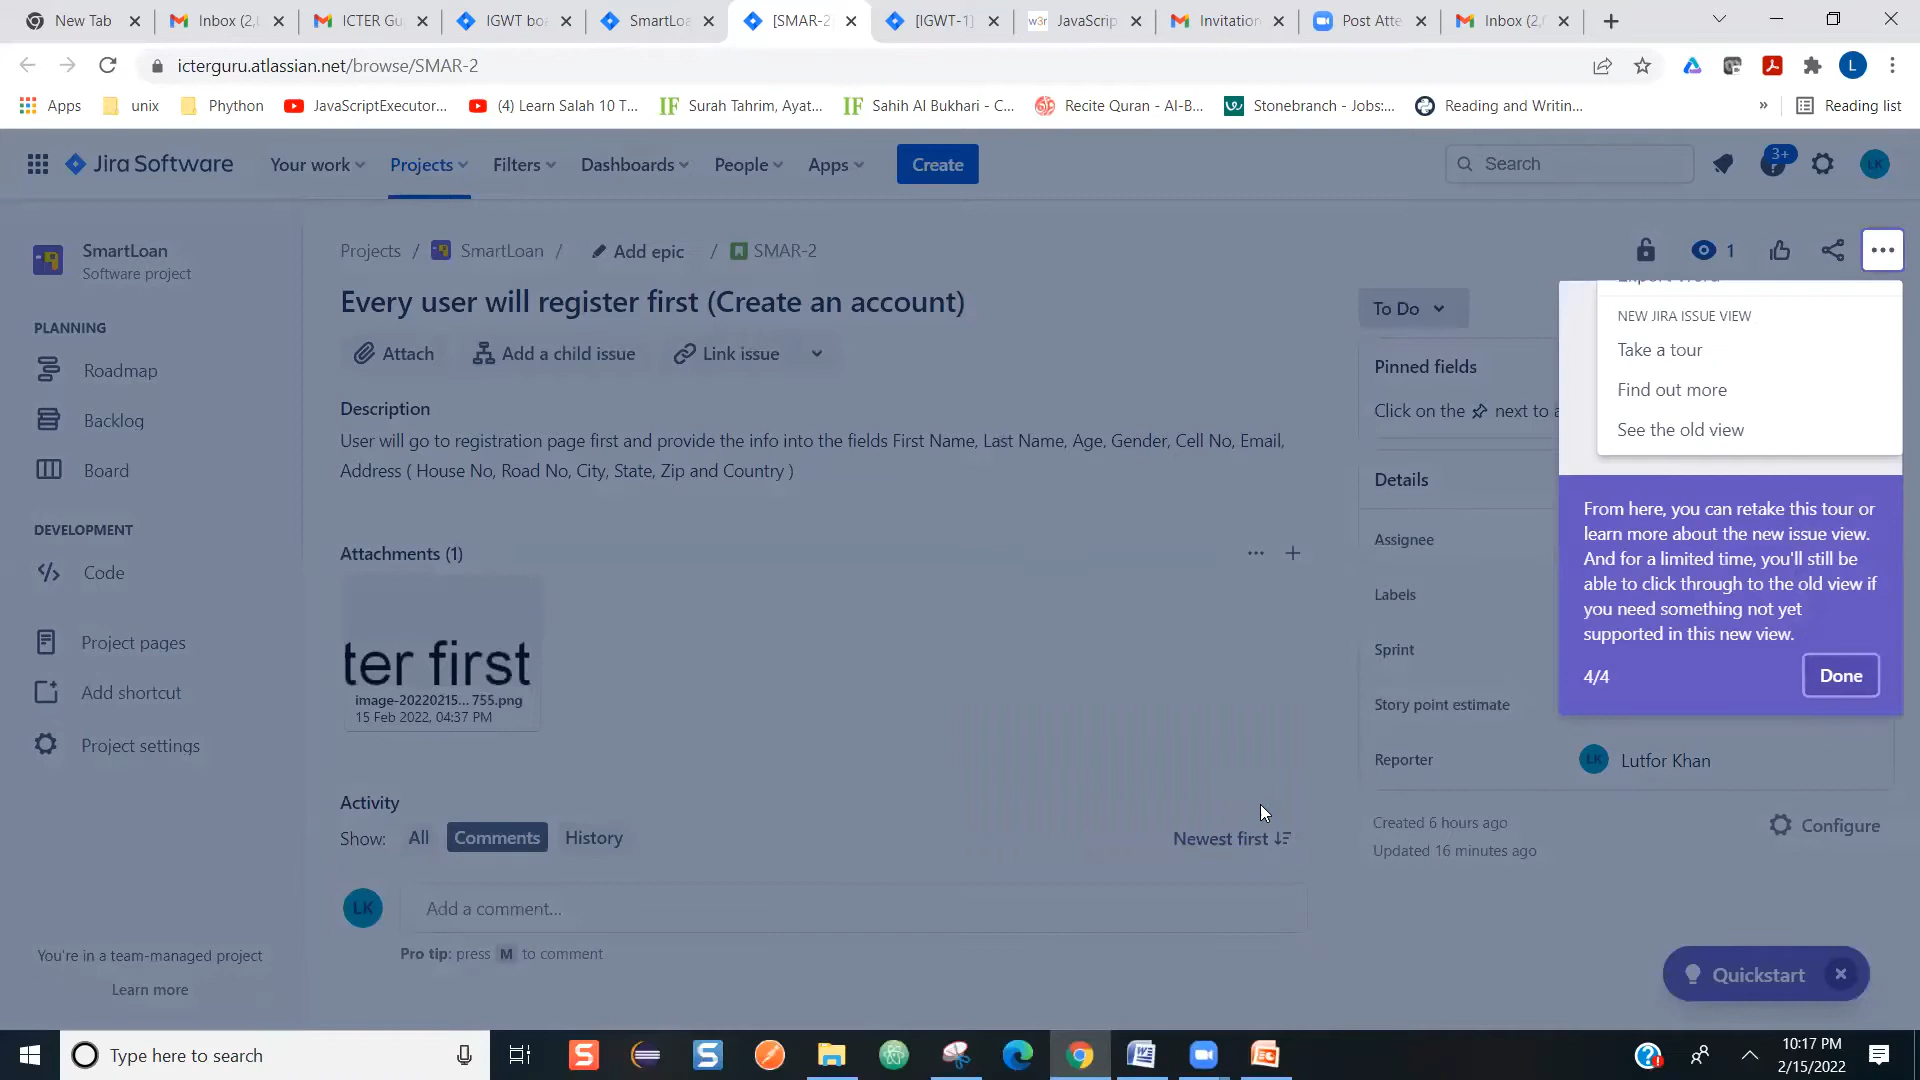 New Tab
Inbox (2,
ICTER Gu
IGWT bo
SmartLoa
[SMAR-2
[IGWT-1]
w3r JavaScrip
Invitation
Post Atte
Inbox (2,
icterguru.atlassian.net/browse/SMAR-2
L
Apps
unix
Phython
JavaScriptExecutor...
(4) Learn Salah 10 T...
IF Surah Tahrim, Ayat...
IF Sahih Al Bukhari - C...
Recite Quran - Al-B...
Stonebranch - Jobs:...
Reading and Writin...
»
Reading list
Jira Software
Your work
Projects
Filters
Dashboards
People
Apps
Create
Search
3+
LK
SmartLoan
Software project
PLANNING
Roadmap
Backlog
Board
DEVELOPMENT
Code
Project pages
Add shortcut
Project settings
You're in a team-managed project
Learn more
Projects / SmartLoan / Add epic / SMAR-2
Every user will register first (Create an account)
Attach
Add a child issue
Link issue
Description
User will go to registration page first and provide the info into the fields First Name, Last Name, Age, Gender, Cell No, Email,
Address ( House No, Road No, City, State, Zip and Country )
Attachments (1)
ter first
image-20220215... 755.png
15 Feb 2022, 04:37 PM
Activity
Show: All Comments History
Newest first
LK
Add a comment...
Pro tip: press M to comment
1
To Do
Pinned fields
Click on the next to a
Details
Assignee
Labels
Sprint
Story point estimate
Reporter
LK Lutfor Khan
Created 6 hours ago
Updated 16 minutes ago
Configure
Export Word
NEW JIRA ISSUE VIEW
Take a tour
Find out more
See the old view
From here, you can retake this tour or
learn more about the new issue view.
And for a limited time, you'll still be
able to click through to the old view if
you need something not yet
supported in this new view.
4/4
Done
Quickstart
Type here to search
10:17 PM
2/15/2022